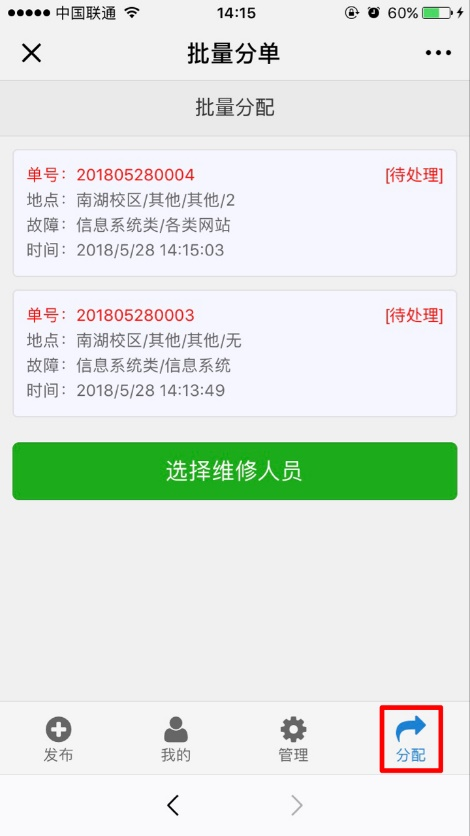 中国联通 14:15 60%
批量分单
批量分配
单号：201805280004 [待处理]
地点：南湖校区/其他/其他/2
故障：信息系统类/各类网站
时间：2018/5/28 14:15:03
单号：201805280003 [待处理]
地点：南湖校区/其他/其他/无
故障：信息系统类/信息系统
时间：2018/5/28 14:13:49
选择维修人员
发布 我的 管理 分配